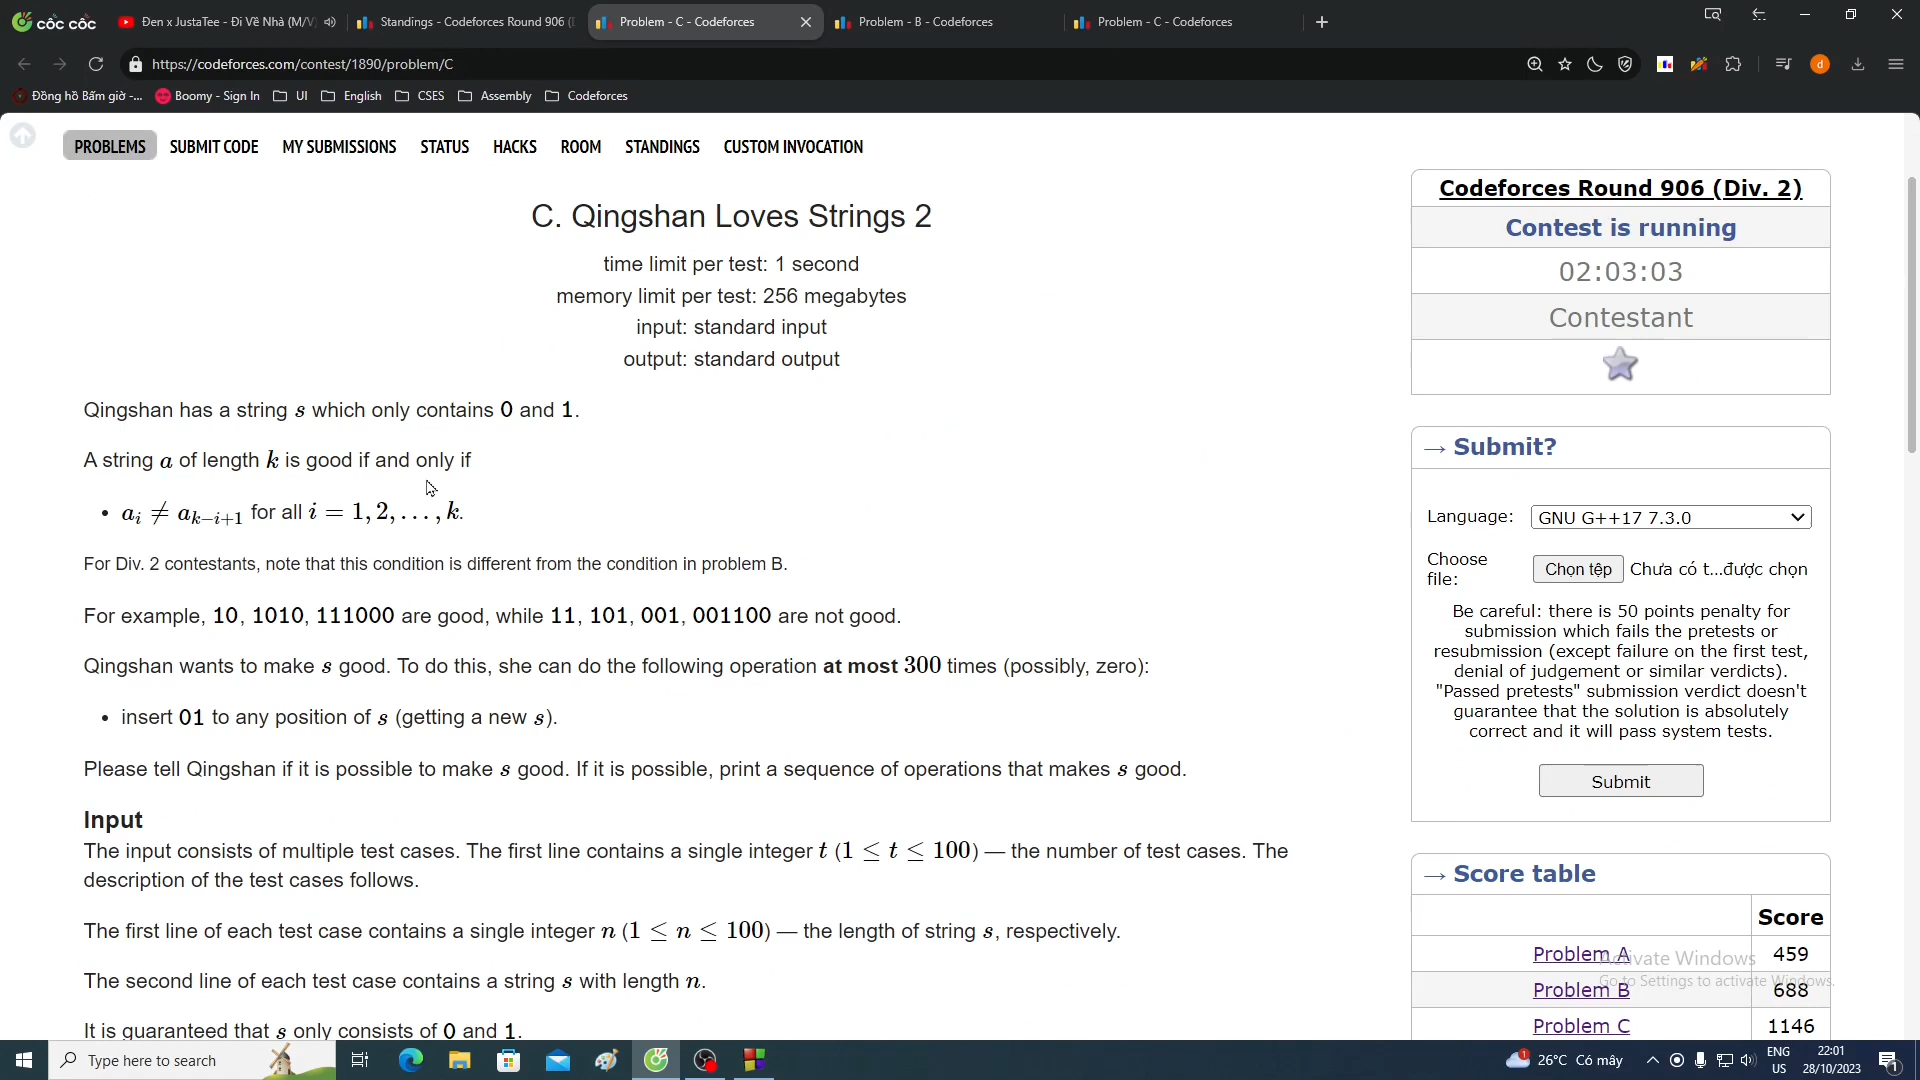 cốc cốc
Đen x JustaTee - Đi Về Nhà (M/V)
Standings - Codeforces Round 906 (D
Problem - C - Codeforces
Problem - B - Codeforces
Problem - C - Codeforces
https://codeforces.com/contest/1890/problem/C
d
Đồng hồ Bấm giờ -...
Boomy - Sign In
UI
English
CSES
Assembly
Codeforces
PROBLEMS SUBMIT CODE MY SUBMISSIONS STATUS HACKS ROOM STANDINGS CUSTOM INVOCATION
C. Qingshan Loves Strings 2
time limit per test: 1 second
memory limit per test: 256 megabytes
input: standard input
output: standard output
Qingshan has a string s which only contains 0 and 1.
A string a of length k is good if and only if
• a_i ≠ a_{k−i+1} for all i = 1, 2, …, k.
For Div. 2 contestants, note that this condition is different from the condition in problem B.
For example, 10, 1010, 111000 are good, while 11, 101, 001, 001100 are not good.
Qingshan wants to make s good. To do this, she can do the following operation at most 300 times (possibly, zero):
• insert 01 to any position of s (getting a new s).
Please tell Qingshan if it is possible to make s good. If it is possible, print a sequence of operations that makes s good.
Input
The input consists of multiple test cases. The first line contains a single integer t (1 ≤ t ≤ 100) — the number of test cases. The
description of the test cases follows.
The first line of each test case contains a single integer n (1 ≤ n ≤ 100) — the length of string s, respectively.
The second line of each test case contains a string s with length n.
It is guaranteed that s only consists of 0 and 1.
Codeforces Round 906 (Div. 2)
Contest is running
02:03:03
Contestant
→ Submit?
Language: GNU G++17 7.3.0
Choose
file:
Chọn tệp Chưa có t...được chọn
Be careful: there is 50 points penalty for
submission which fails the pretests or
resubmission (except failure on the first test,
denial of judgement or similar verdicts).
"Passed pretests" submission verdict doesn't
guarantee that the solution is absolutely
correct and it will pass system tests.
Submit
→ Score table
Score
Problem A 459
Problem B 688
Problem C 1146
Activate Windows
Go to Settings to activate Windows.
Type here to search
1
26°C Có mây
ENG
US
22:01
28/10/2023
1